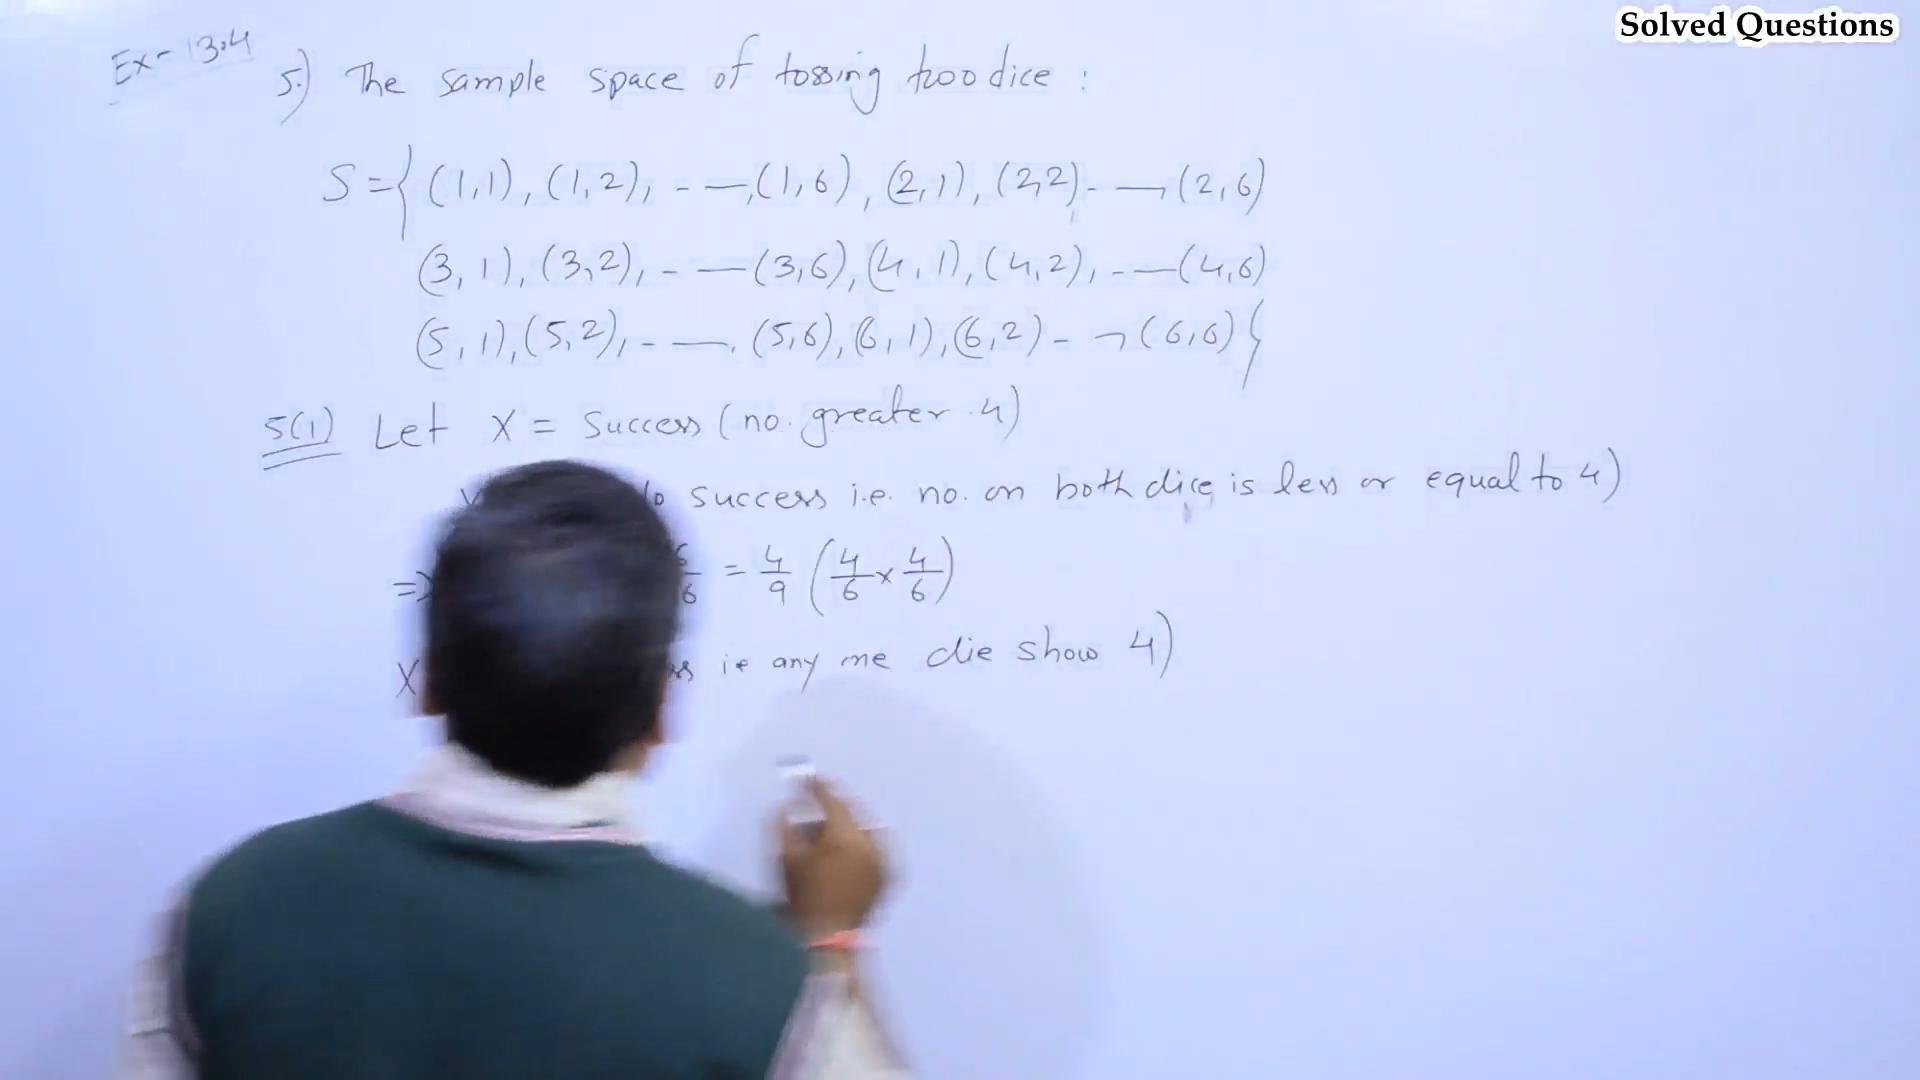 Solved Questions
Ex- 13.4
5.) The sample space of tossing two dice :
S = { (1,1), (1,2), - —, (1,6), (2,1), (2,2) - —, (2,6)
(3,1), (3,2), - — (3,6), (4,1), (4,2), - — (4,6)
(5,1), (5,2), - —, (5,6), (6,1), (6,2) - ¬ (6,6) }
5(1) Let X = Success (no. greater 4)
success i.e. no. on both dice is less or equal to 4)
=> 6 = 4/9 (4/6 × 4/6)
X ie any one die show 4)